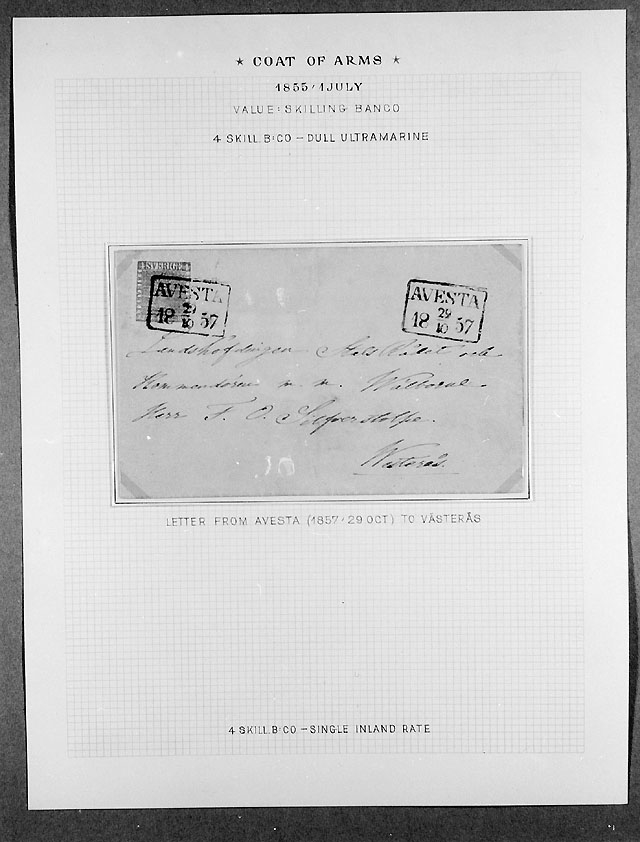 ★ COAT OF ARMS ★
1855 / 1 JULY
VALUE: SKILLING BANCO
4 SKILL. B:CO – DULL ULTRAMARINE
SVERIGE
AVESTA
29
18 10 57
AVESTA
29
18 10 57
Landshöfdingen
Kommendören m. m.
Herr F. O. Silfverstolpe.
Westerås.
LETTER FROM AVESTA (1857 / 29 OCT) TO VÄSTERÅS
4 SKILL. B:CO – SINGLE INLAND RATE